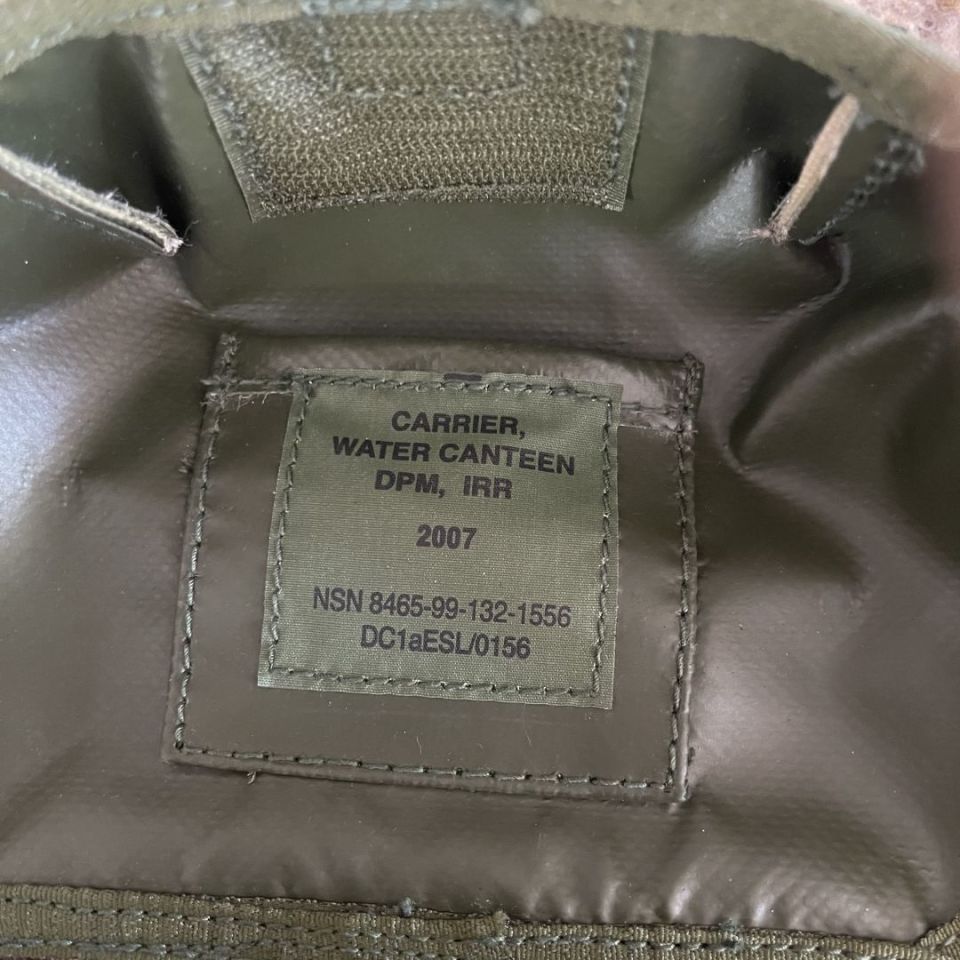 CARRIER,
WATER CANTEEN
DPM, IRR
2007
NSN 8465-99-132-1556
DC1aESL/0156